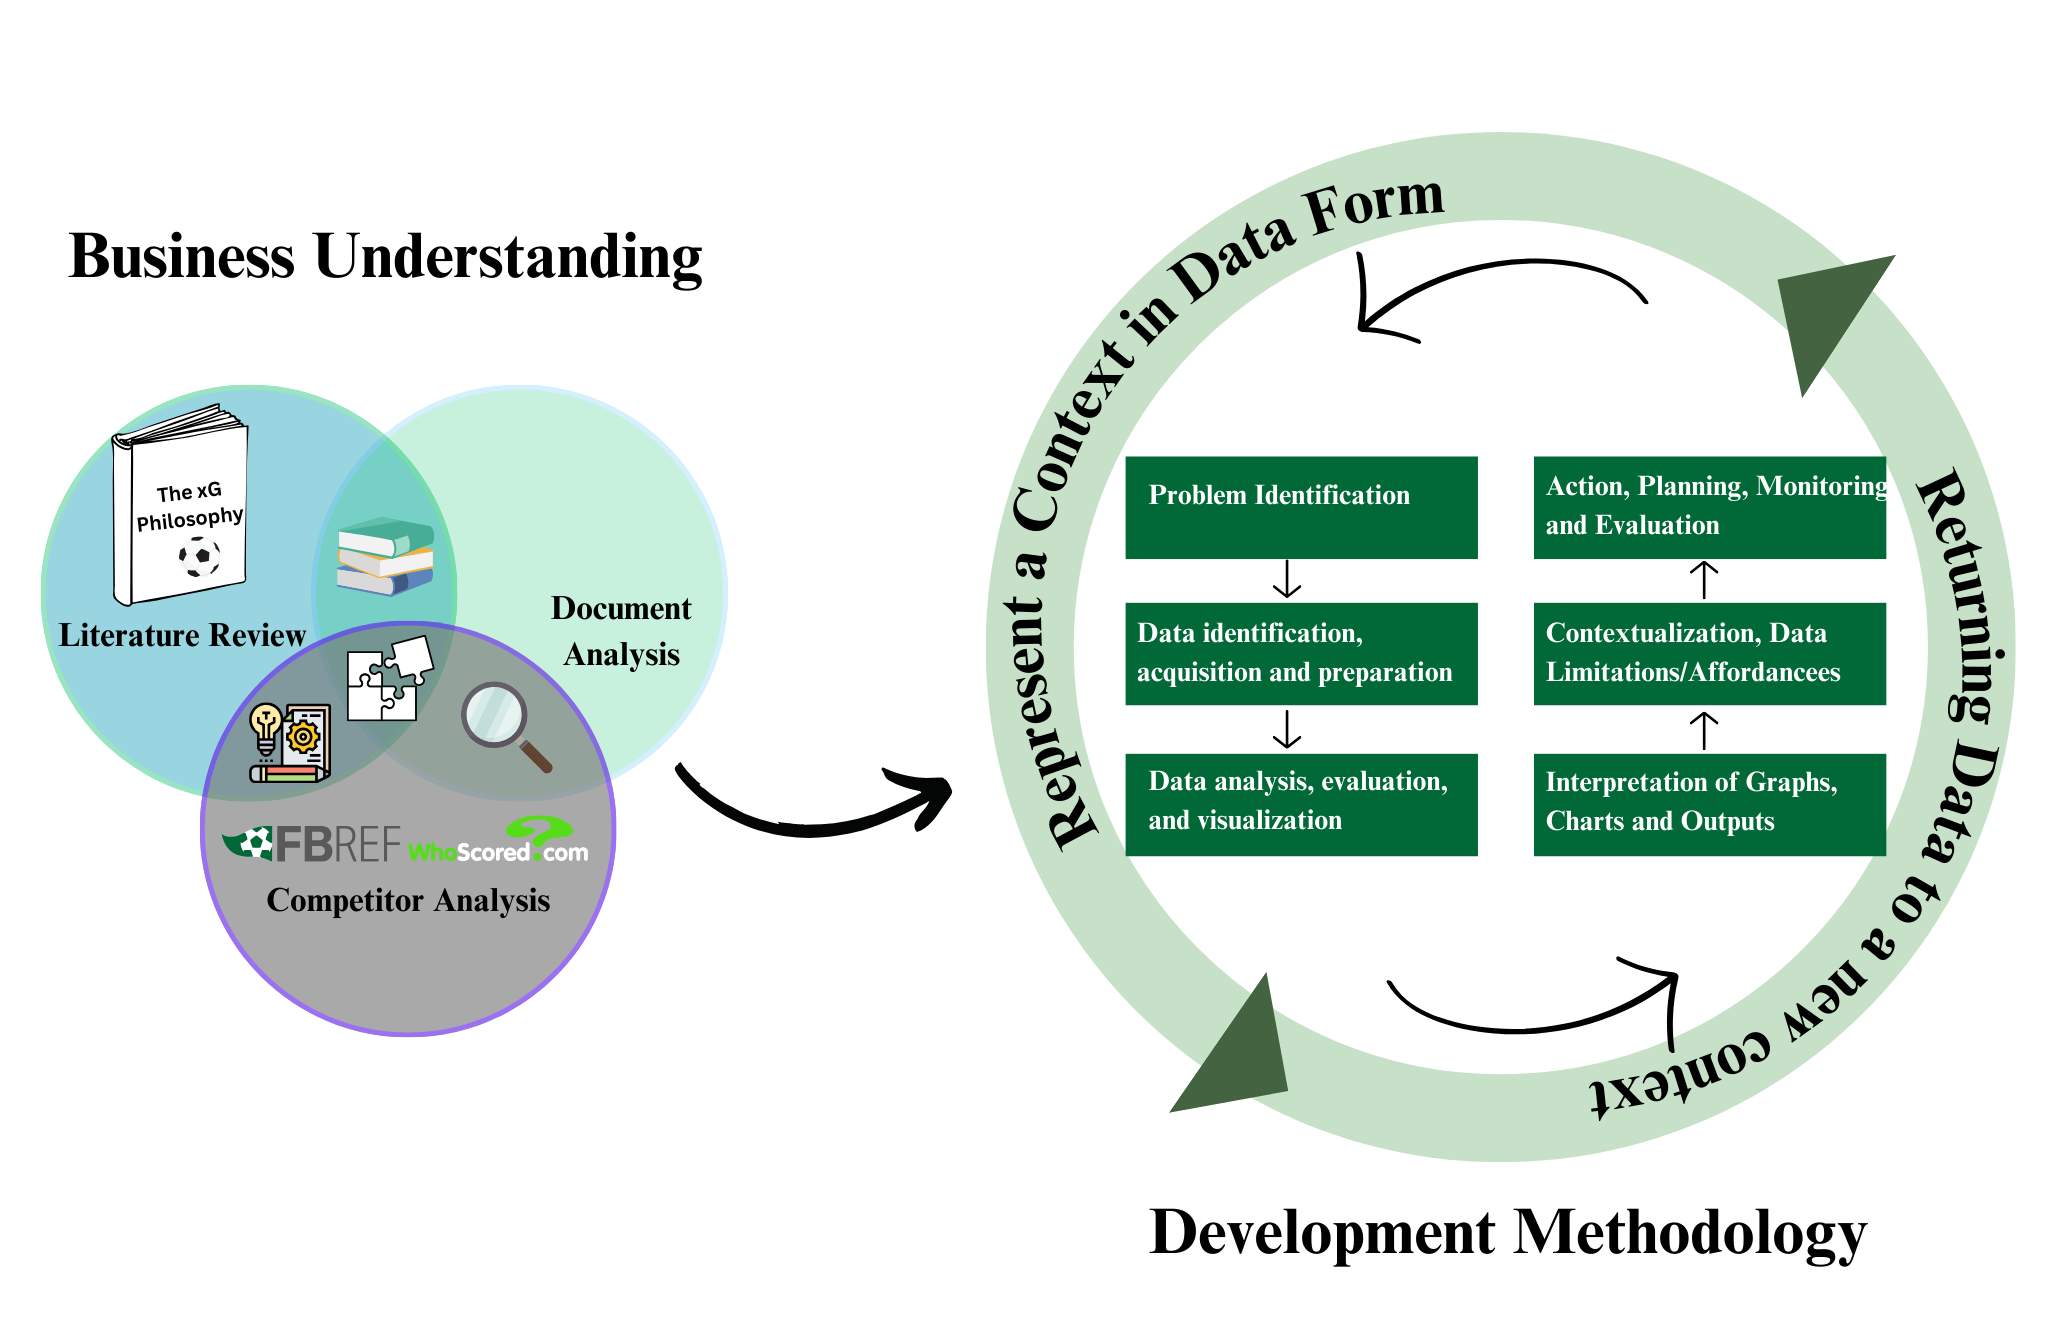 Business Understanding
The xG
Philosophy
Literature Review
Document
Analysis
FBREF
WhoScored.com
Competitor Analysis
Represent a Context in Data Form
Problem Identification
Data identification,
acquisition and preparation
Data analysis, evaluation,
and visualization
Action, Planning, Monitoring
and Evaluation
Contextualization, Data
Limitations/Affordancees
Interpretation of Graphs,
Charts and Outputs
Returning Data to a new context
Development Methodology